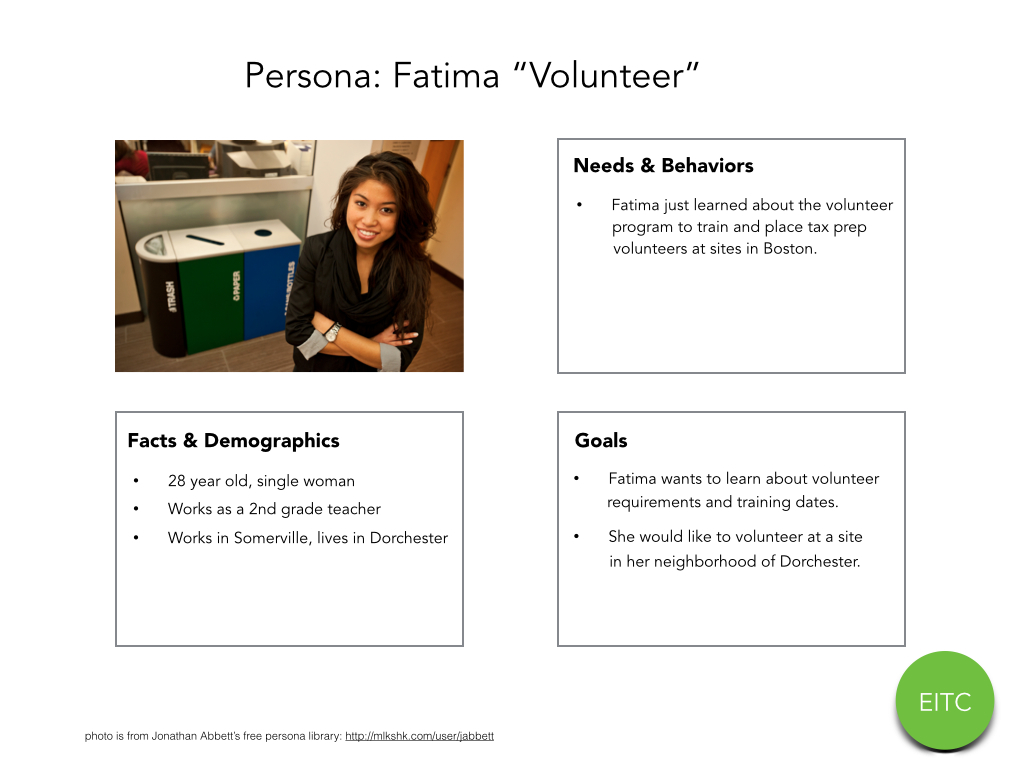 Persona: Fatima “Volunteer”
TRASH
PAPER
BOTTLES
Needs & Behaviors
• Fatima just learned about the volunteer
program to train and place tax prep
volunteers at sites in Boston.
Facts & Demographics
• 28 year old, single woman
• Works as a 2nd grade teacher
• Works in Somerville, lives in Dorchester
Goals
• Fatima wants to learn about volunteer
requirements and training dates.
• She would like to volunteer at a site
in her neighborhood of Dorchester.
EITC
photo is from Jonathan Abbett’s free persona library: http://mlkshk.com/user/jabbett